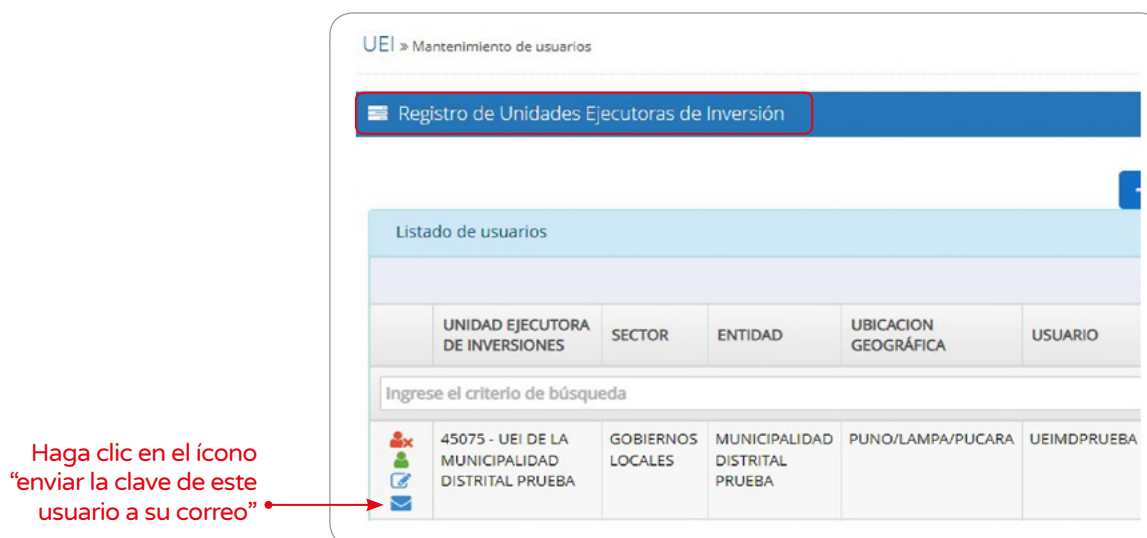 UEI » Mantenimiento de usuarios
Registro de Unidades Ejecutoras de Inversión
Listado de usuarios
UNIDAD EJECUTORA
DE INVERSIONES
SECTOR
ENTIDAD
UBICACION
GEOGRÁFICA
USUARIO
Ingrese el criterio de búsqueda
45075 - UEI DE LA
MUNICIPALIDAD
DISTRITAL PRUEBA
GOBIERNOS
LOCALES
MUNICIPALIDAD
DISTRITAL
PRUEBA
PUNO/LAMPA/PUCARA
UEIMDPRUEBA
Haga clic en el ícono
“enviar la clave de este
usuario a su correo”